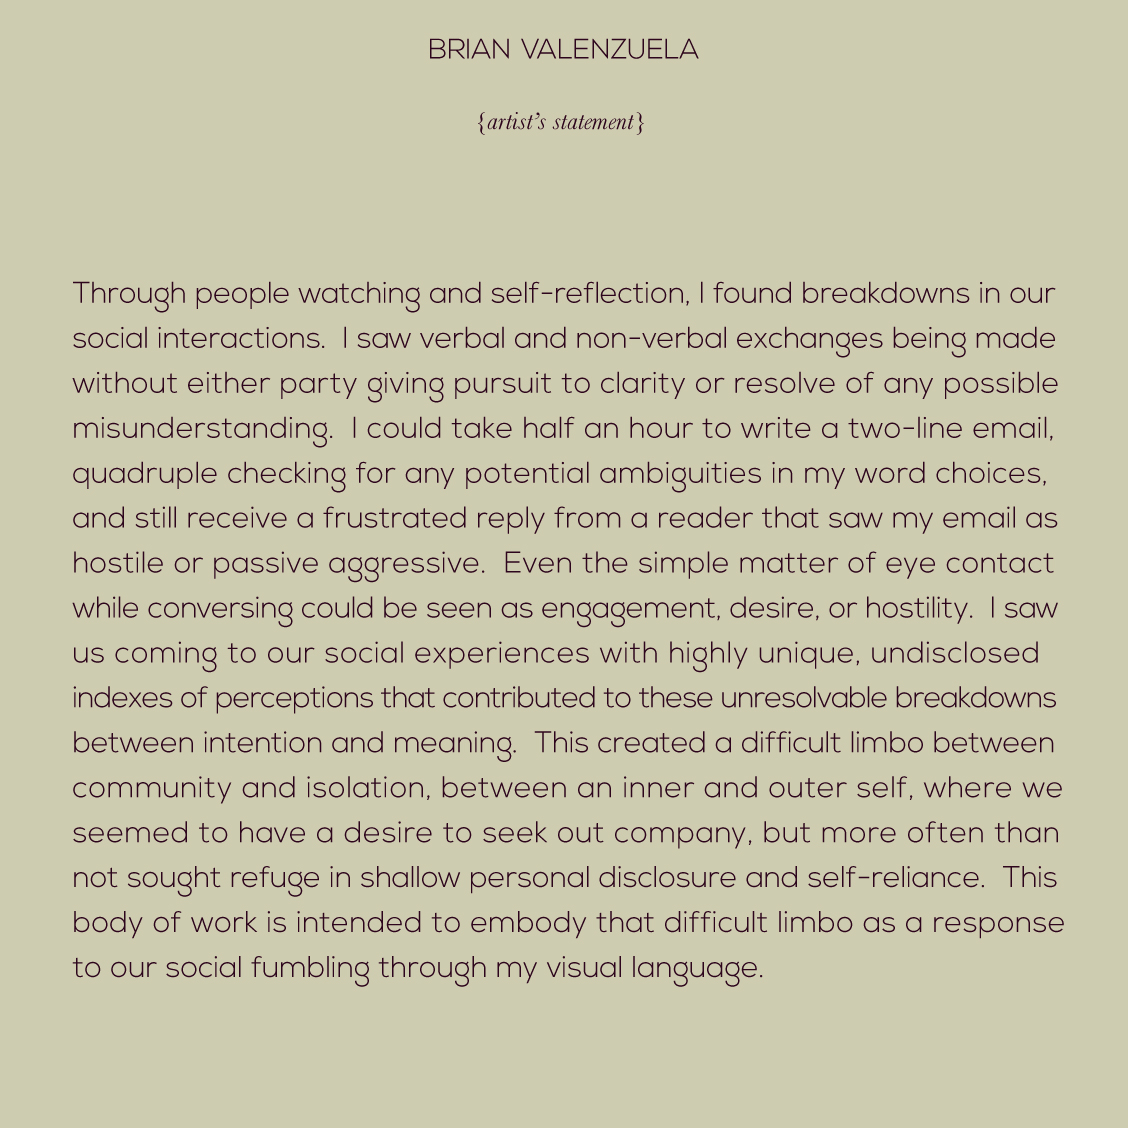 BRIAN VALENZUELA
{artist’s statement}
Through people watching and self-reflection, I found breakdowns in our
social interactions.  I saw verbal and non-verbal exchanges being made
without either party giving pursuit to clarity or resolve of any possible
misunderstanding.  I could take half an hour to write a two-line email,
quadruple checking for any potential ambiguities in my word choices,
and still receive a frustrated reply from a reader that saw my email as
hostile or passive aggressive.  Even the simple matter of eye contact
while conversing could be seen as engagement, desire, or hostility.  I saw
us coming to our social experiences with highly unique, undisclosed
indexes of perceptions that contributed to these unresolvable breakdowns
between intention and meaning.  This created a difficult limbo between
community and isolation, between an inner and outer self, where we
seemed to have a desire to seek out company, but more often than
not sought refuge in shallow personal disclosure and self-reliance.  This
body of work is intended to embody that difficult limbo as a response
to our social fumbling through my visual language.